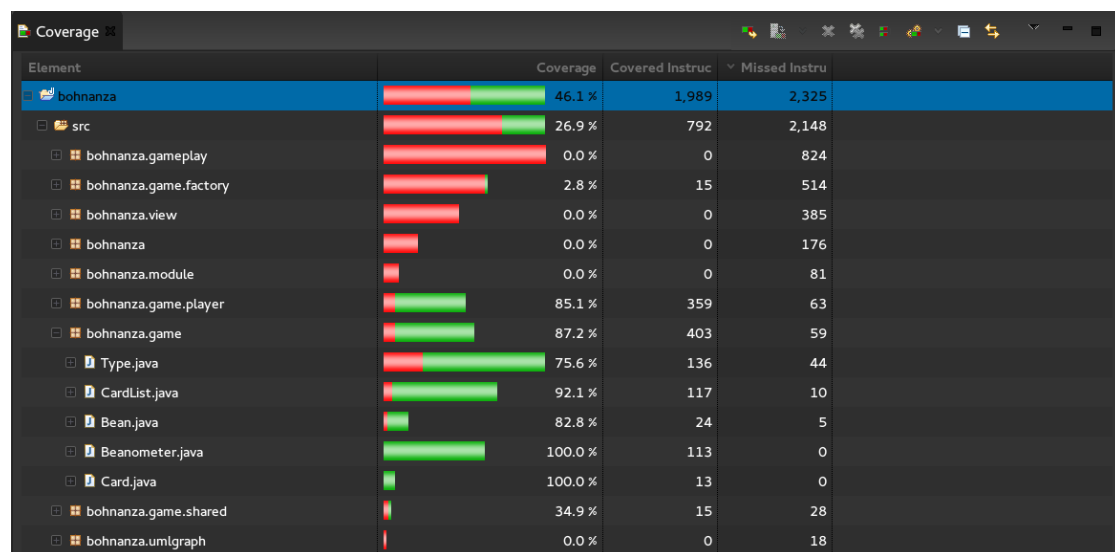 Coverage
Element Coverage Covered Instruc Missed Instru
bohnanza 46.1 % 1,989 2,325
src 26.9 % 792 2,148
bohnanza.gameplay 0.0 % 0 824
bohnanza.game.factory 2.8 % 15 514
bohnanza.view 0.0 % 0 385
bohnanza 0.0 % 0 176
bohnanza.module 0.0 % 0 81
bohnanza.game.player 85.1 % 359 63
bohnanza.game 87.2 % 403 59
Type.java 75.6 % 136 44
CardList.java 92.1 % 117 10
Bean.java 82.8 % 24 5
Beanometer.java 100.0 % 113 0
Card.java 100.0 % 13 0
bohnanza.game.shared 34.9 % 15 28
bohnanza.umlgraph 0.0 % 0 18